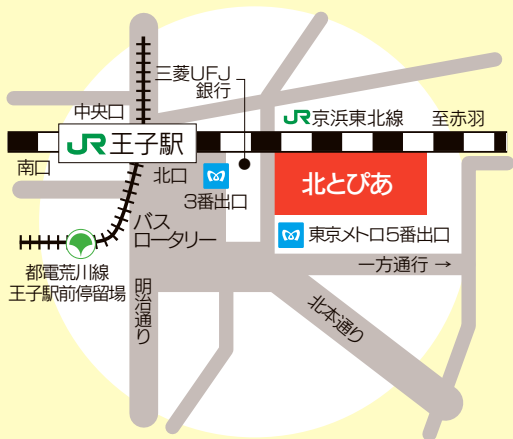 三菱UFJ
銀行
中央口
JR京浜東北線
至赤羽
JR王子駅
南口
北口
3番出口
北とぴあ
バス
ロータリー
東京メトロ5番出口
一方通行 →
都電荒川線
王子駅前停留場
明治通り
北本通り